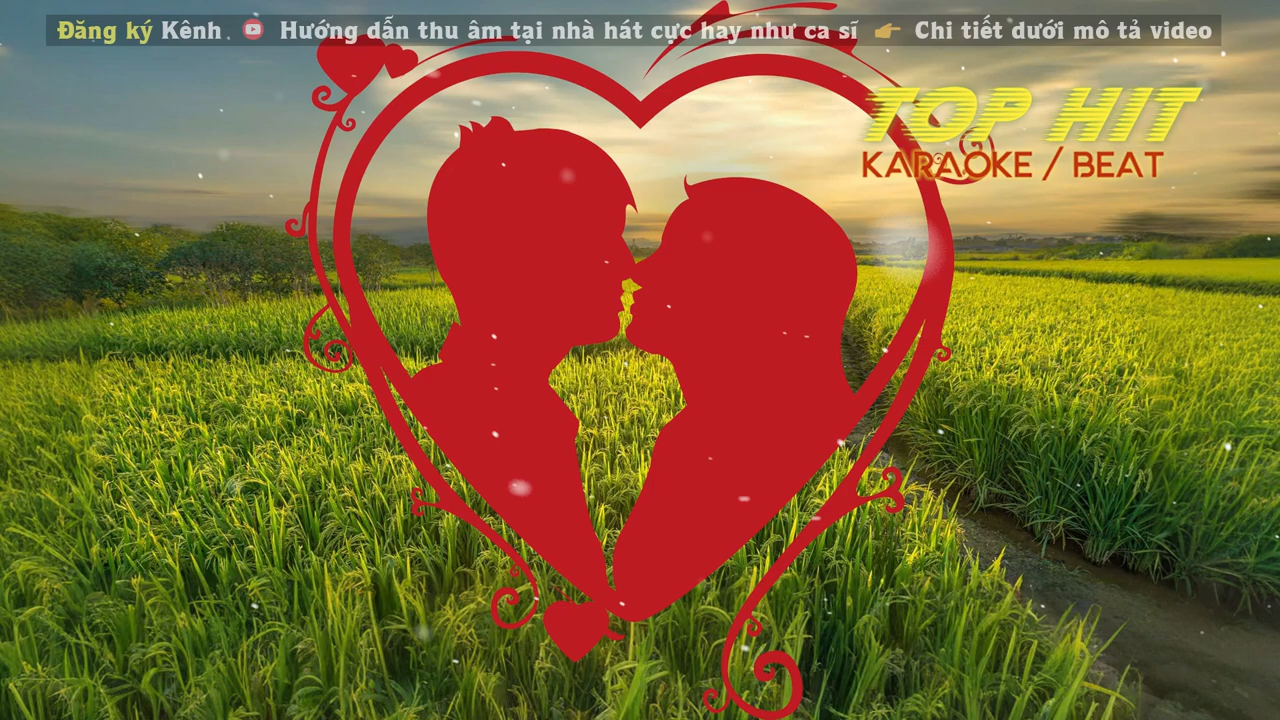 Đăng ký Kênh Hướng dẫn thu âm tại nhà hát cực hay như ca sĩ 👉 Chi tiết dưới mô tả video
TOP HIT
KARAOKE / BEAT